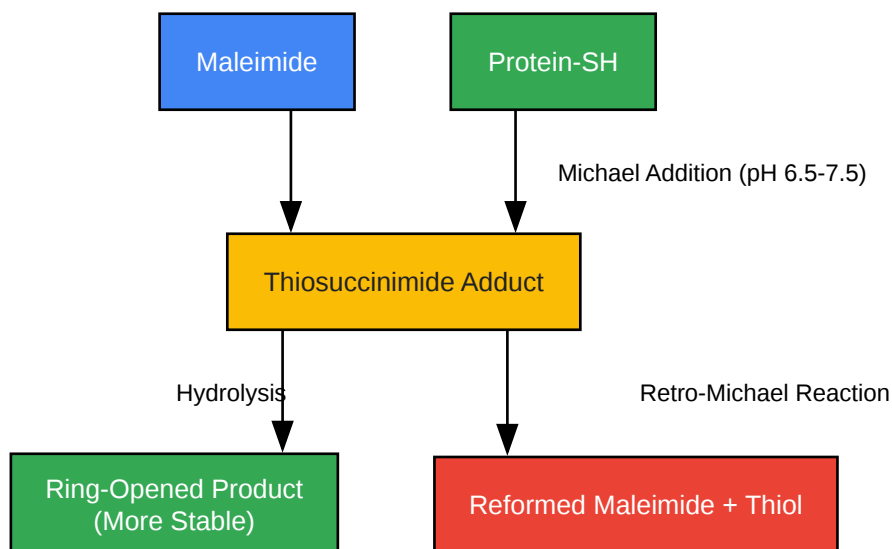 Maleimide
Protein-SH
Michael Addition (pH 6.5-7.5)
Thiosuccinimide Adduct
Hydrolysis
Retro-Michael Reaction
Ring-Opened Product
(More Stable)
Reformed Maleimide + Thiol